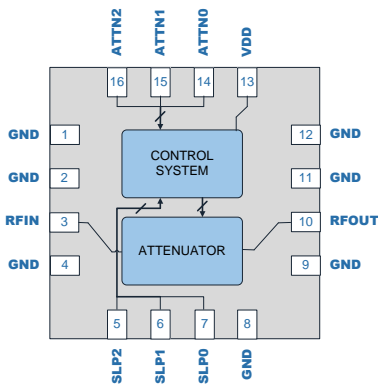 ATTN2 ATTN1 ATTN0 VDD
16 15 14 13
GND 1 12 GND
CONTROL
SYSTEM
GND 2 11 GND
RFIN 3 10 RFOUT
ATTENUATOR
GND 4 9 GND
5 6 7 8
SLP2 SLP1 SLP0 GND